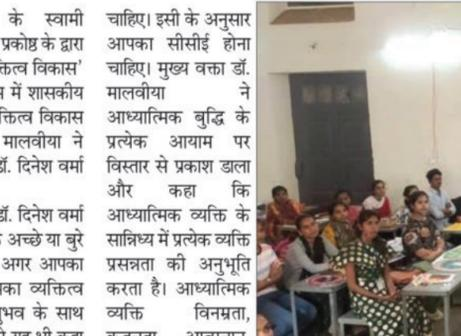 के स्वामी
प्रकोष्ठ के द्वारा
क्तित्व विकास'
में शासकीय
क्तित्व विकास
मालवीया ने
डॉ. दिनेश वर्मा
डॉ. दिनेश वर्मा
अच्छे या बुरे
अगर आपका
का व्यक्तित्व
भव के साथ
चाहिए। इसी के अनुसार
आपका सीसीई होना
चाहिए। मुख्य वक्ता डॉ.
मालवीया ने
आध्यात्मिक बुद्धि के
प्रत्येक आयाम पर
विस्तार से प्रकाश डाला
और कहा कि
आध्यात्मिक व्यक्ति के
सान्निध्य में प्रत्येक व्यक्ति
प्रसन्नता की अनुभूति
करता है। आध्यात्मिक
व्यक्ति विनम्रता,